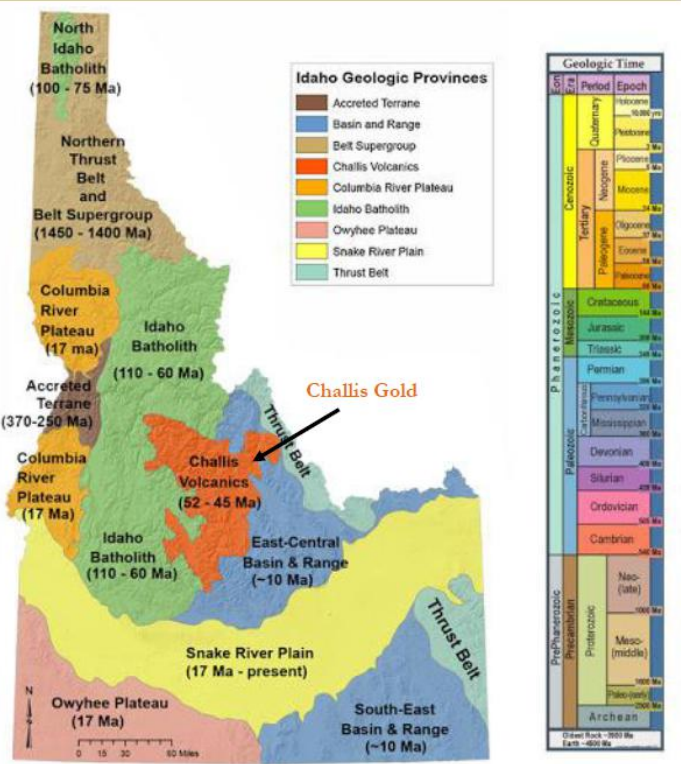 North
Idaho
Batholith
(100 - 75 Ma)
Northern
Thrust
Belt
and
Belt Supergroup
(1450 - 1400 Ma)
Columbia
River
Plateau
(17 ma)
Idaho
Batholith
(110 - 60 Ma)
Accreted
Terrane
(370-250 Ma)
Columbia
River
Plateau
(17 Ma)
Challis
Volcanics
(52 - 45 Ma)
Idaho
Batholith
(110 - 60 Ma)
Thrust Belt
East-Central
Basin & Range
(~10 Ma)
Snake River Plain
(17 Ma - present)
Thrust Belt
Owyhee Plateau
(17 Ma)
South-East
Basin & Range
(~10 Ma)
N
0 15 30 60 Miles
Challis Gold
Idaho Geologic Provinces
Accreted Terrane
Basin and Range
Belt Supergroup
Challis Volcanics
Columbia River Plateau
Idaho Batholith
Owyhee Plateau
Snake River Plain
Thrust Belt
Geologic Time
Eon Era Period Epoch
Phanerozoic
PrePhanerozoic
Cenozoic
Mesozoic
Paleozoic
Precambrian
Quaternary
Tertiary
Neogene
Paleogene
Holocene
Pleistocene
Pliocene
Miocene
Oligocene
Eocene
Paleocene
Cretaceous
Jurassic
Triassic
Permian
Carboniferous
Pennsylvanian
Mississippian
Devonian
Silurian
Ordovician
Cambrian
Proterozoic
Neo-
(late)
Meso-
(middle)
Paleo-(early)
Archean